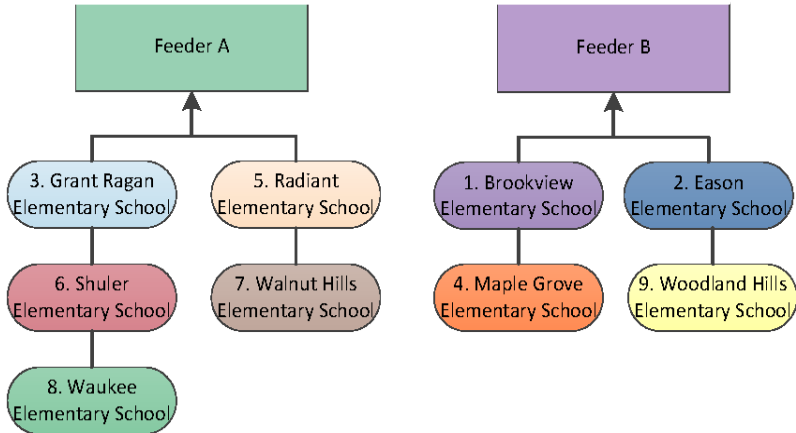 Feeder A
Feeder B
3. Grant Ragan
Elementary School
5. Radiant
Elementary School
1. Brookview
Elementary School
2. Eason
Elementary School
6. Shuler
Elementary School
7. Walnut Hills
Elementary School
4. Maple Grove
Elementary School
9. Woodland Hills
Elementary School
8. Waukee
Elementary School